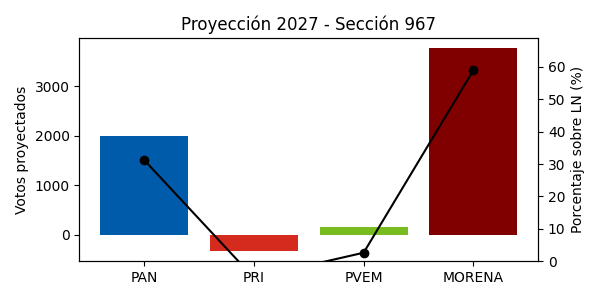 Proyección 2027 - Sección 967
Votos proyectados
3000
2000
1000
0
60
50
40
30
20
10
0
Porcentaje sobre LN (%)
PAN PRI PVEM MORENA